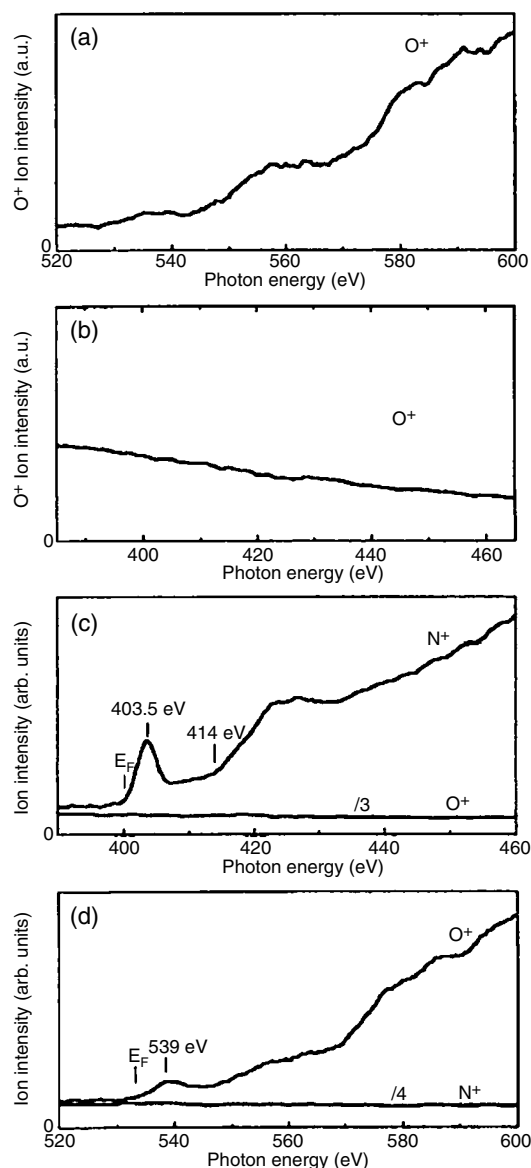 (a)
O⁺
O⁺ Ion intensity (a.u.)
0
520 540 560 580 600
Photon energy (eV)
(b)
O⁺
O⁺ Ion intensity (a.u.)
0
400 420 440 460
Photon energy (eV)
(c)
N⁺
403.5 eV
414 eV
E_F
/3 O⁺
Ion intensity (arb. units)
0
400 420 440 460
Photon energy (eV)
(d)
O⁺
E_F 539 eV
/4 N⁺
Ion intensity (arb. units)
0
520 540 560 580 600
Photon energy (eV)